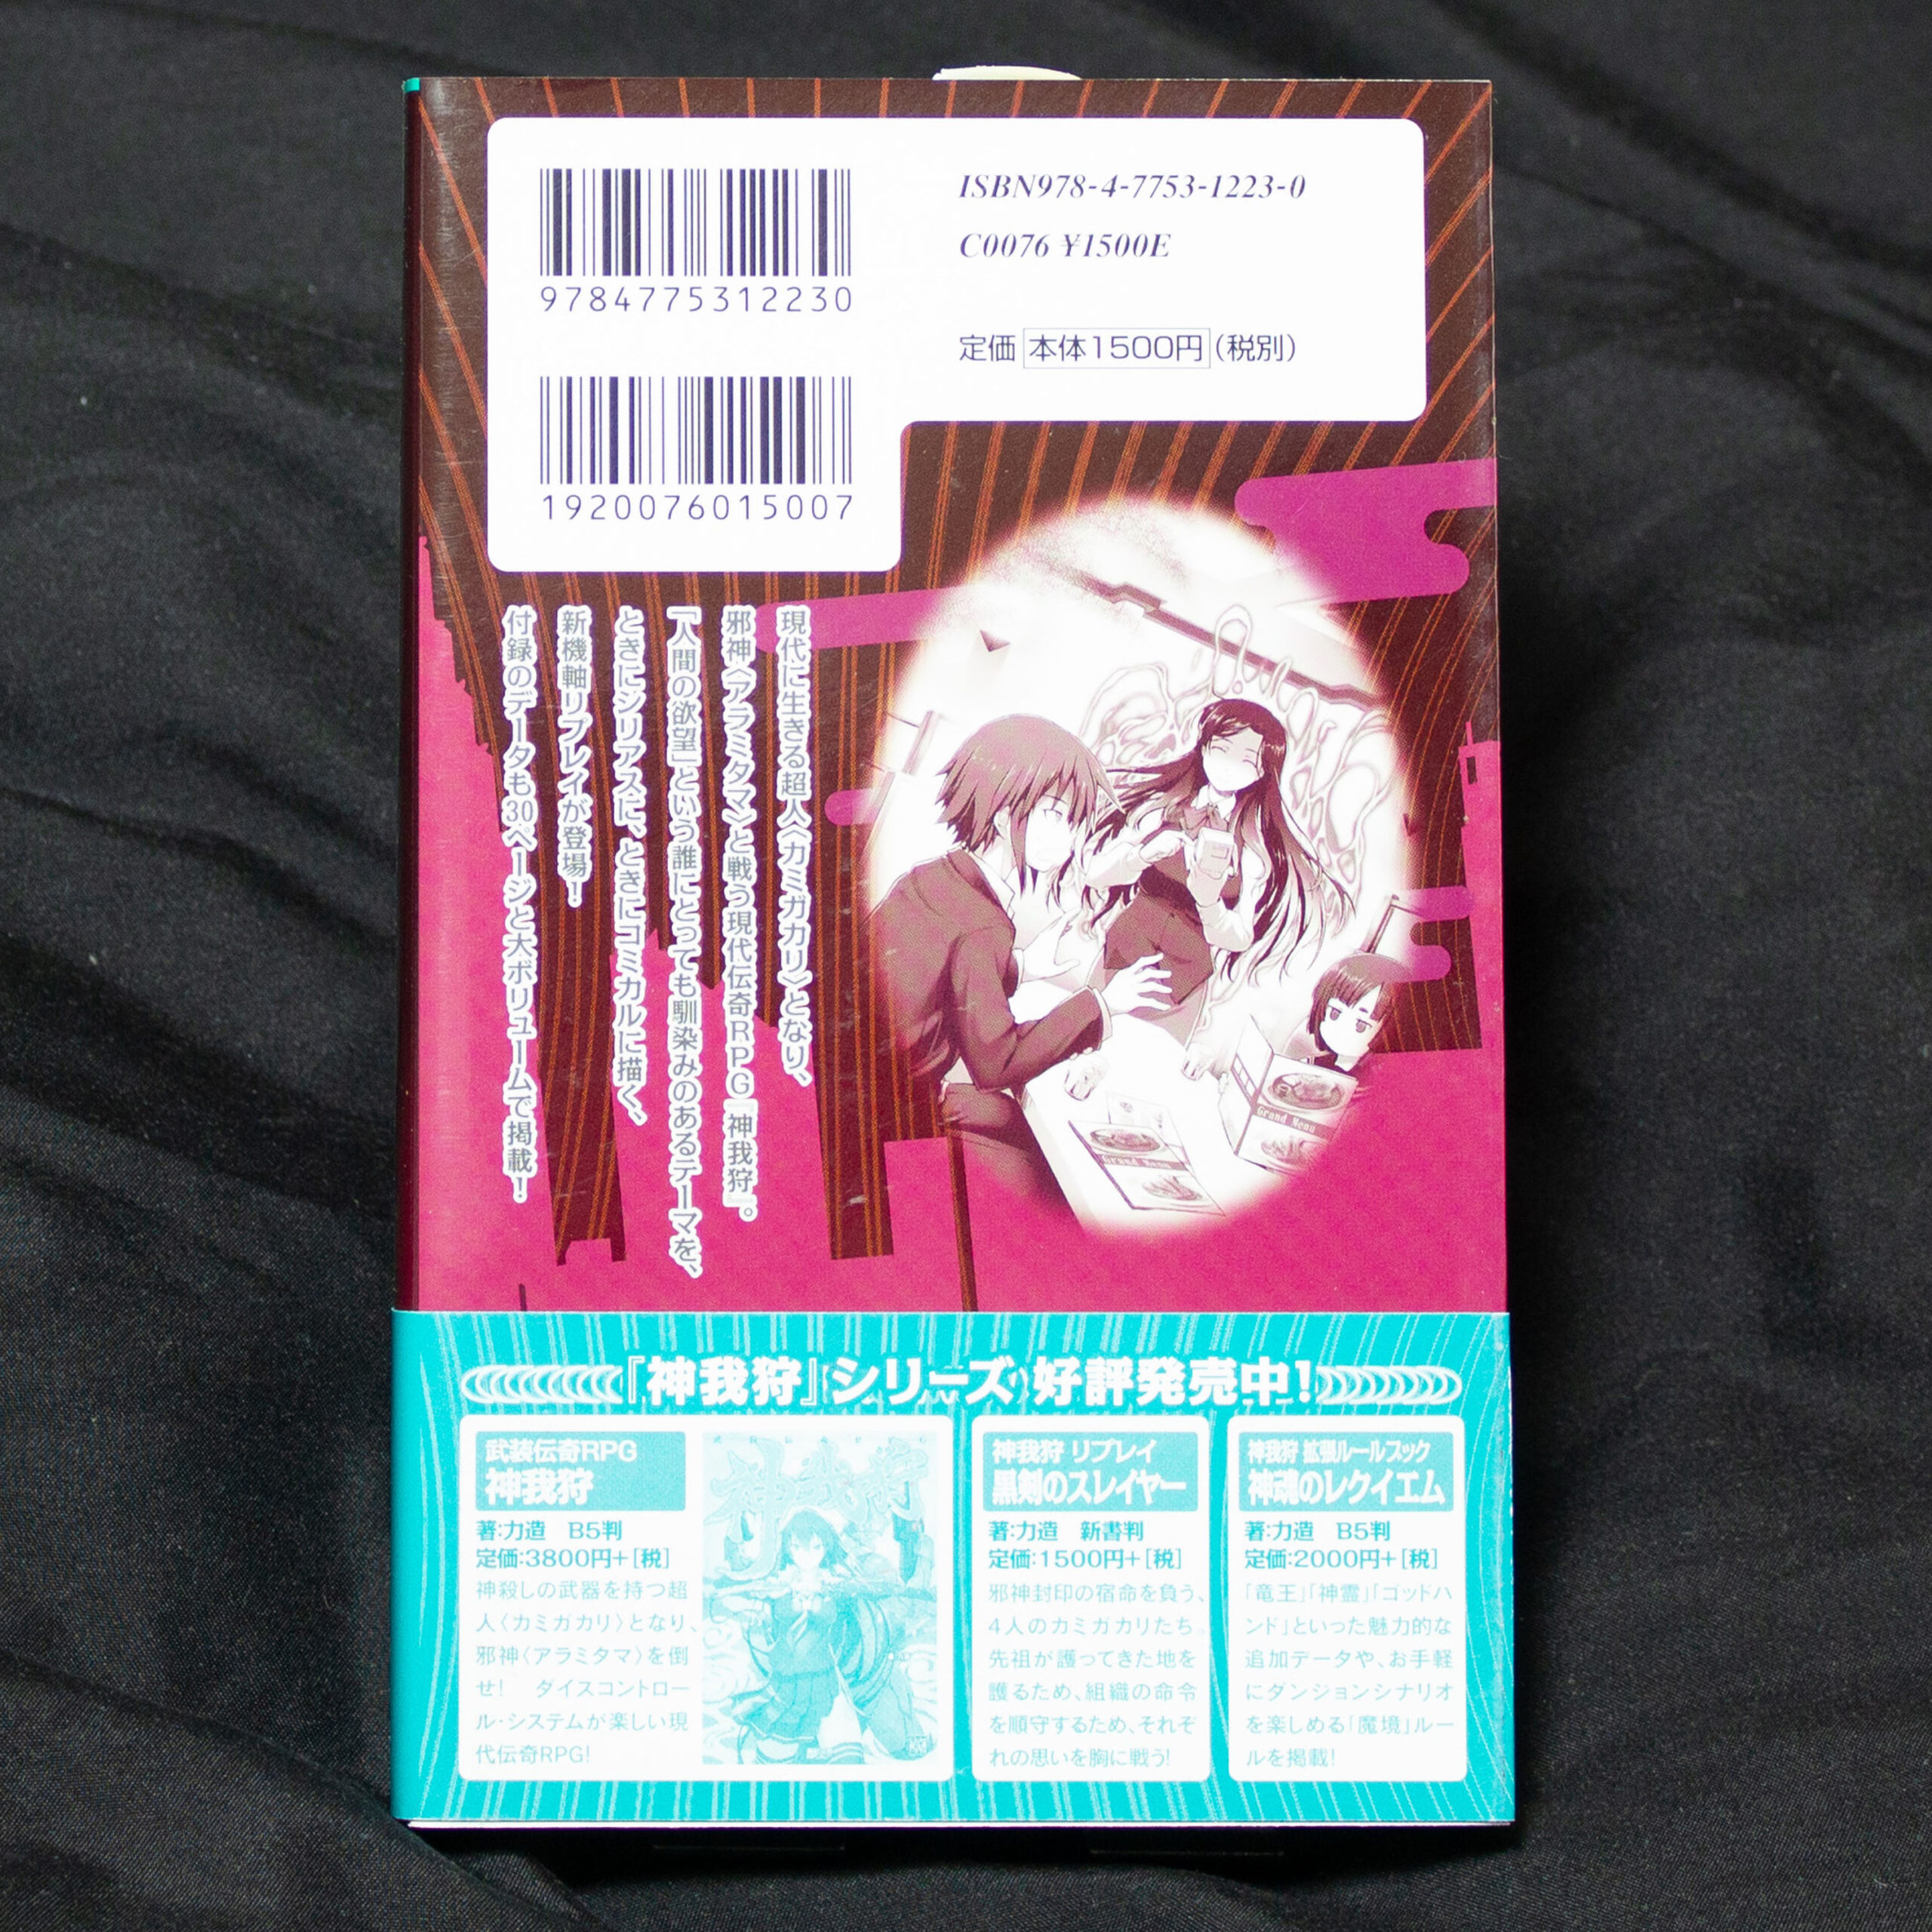 9784775312230
ISBN978-4-7753-1223-0
C0076 ¥1500E
定価 本体1500円(税別)
1920076015007
現代に生きる超人〈カミガカリ〉となり、
邪神〈アラミタマ〉と戦う現代伝奇RPG『神我狩』。
「人間の欲望」という誰にとっても馴染みのあるテーマを、
ときにシリアスに、ときにコミカルに描く、
新機軸リプレイが登場！
付録のデータも30ページと大ボリュームで掲載！
Grand Menu
Grand Menu
『神我狩』シリーズ 好評発売中！
武装伝奇RPG
神我狩
著:力造　B5判
定価:3800円+[税]
神殺しの武器を持つ超
人〈カミガカリ〉となり、
邪神〈アラミタマ〉を倒
せ！　ダイスコントロー
ル・システムが楽しい現
代伝奇RPG!
武装伝奇RPG
神我狩
神我狩 リプレイ
黒剣のスレイヤー
著:力造　新書判
定価:1500円+[税]
邪神封印の宿命を負う、
4人のカミガカリたち。
先祖が護ってきた地を
護るため、組織の命令
を順守するため、それぞ
れの思いを胸に戦う!
神我狩 拡張ルールブック
神魂のレクイエム
著:力造　B5判
定価:2000円+[税]
「竜王」「神霊」「ゴッドハ
ンド」といった魅力的な
追加データや、お手軽
にダンジョンシナリオ
を楽しめる「魔境」ルー
ルを掲載!